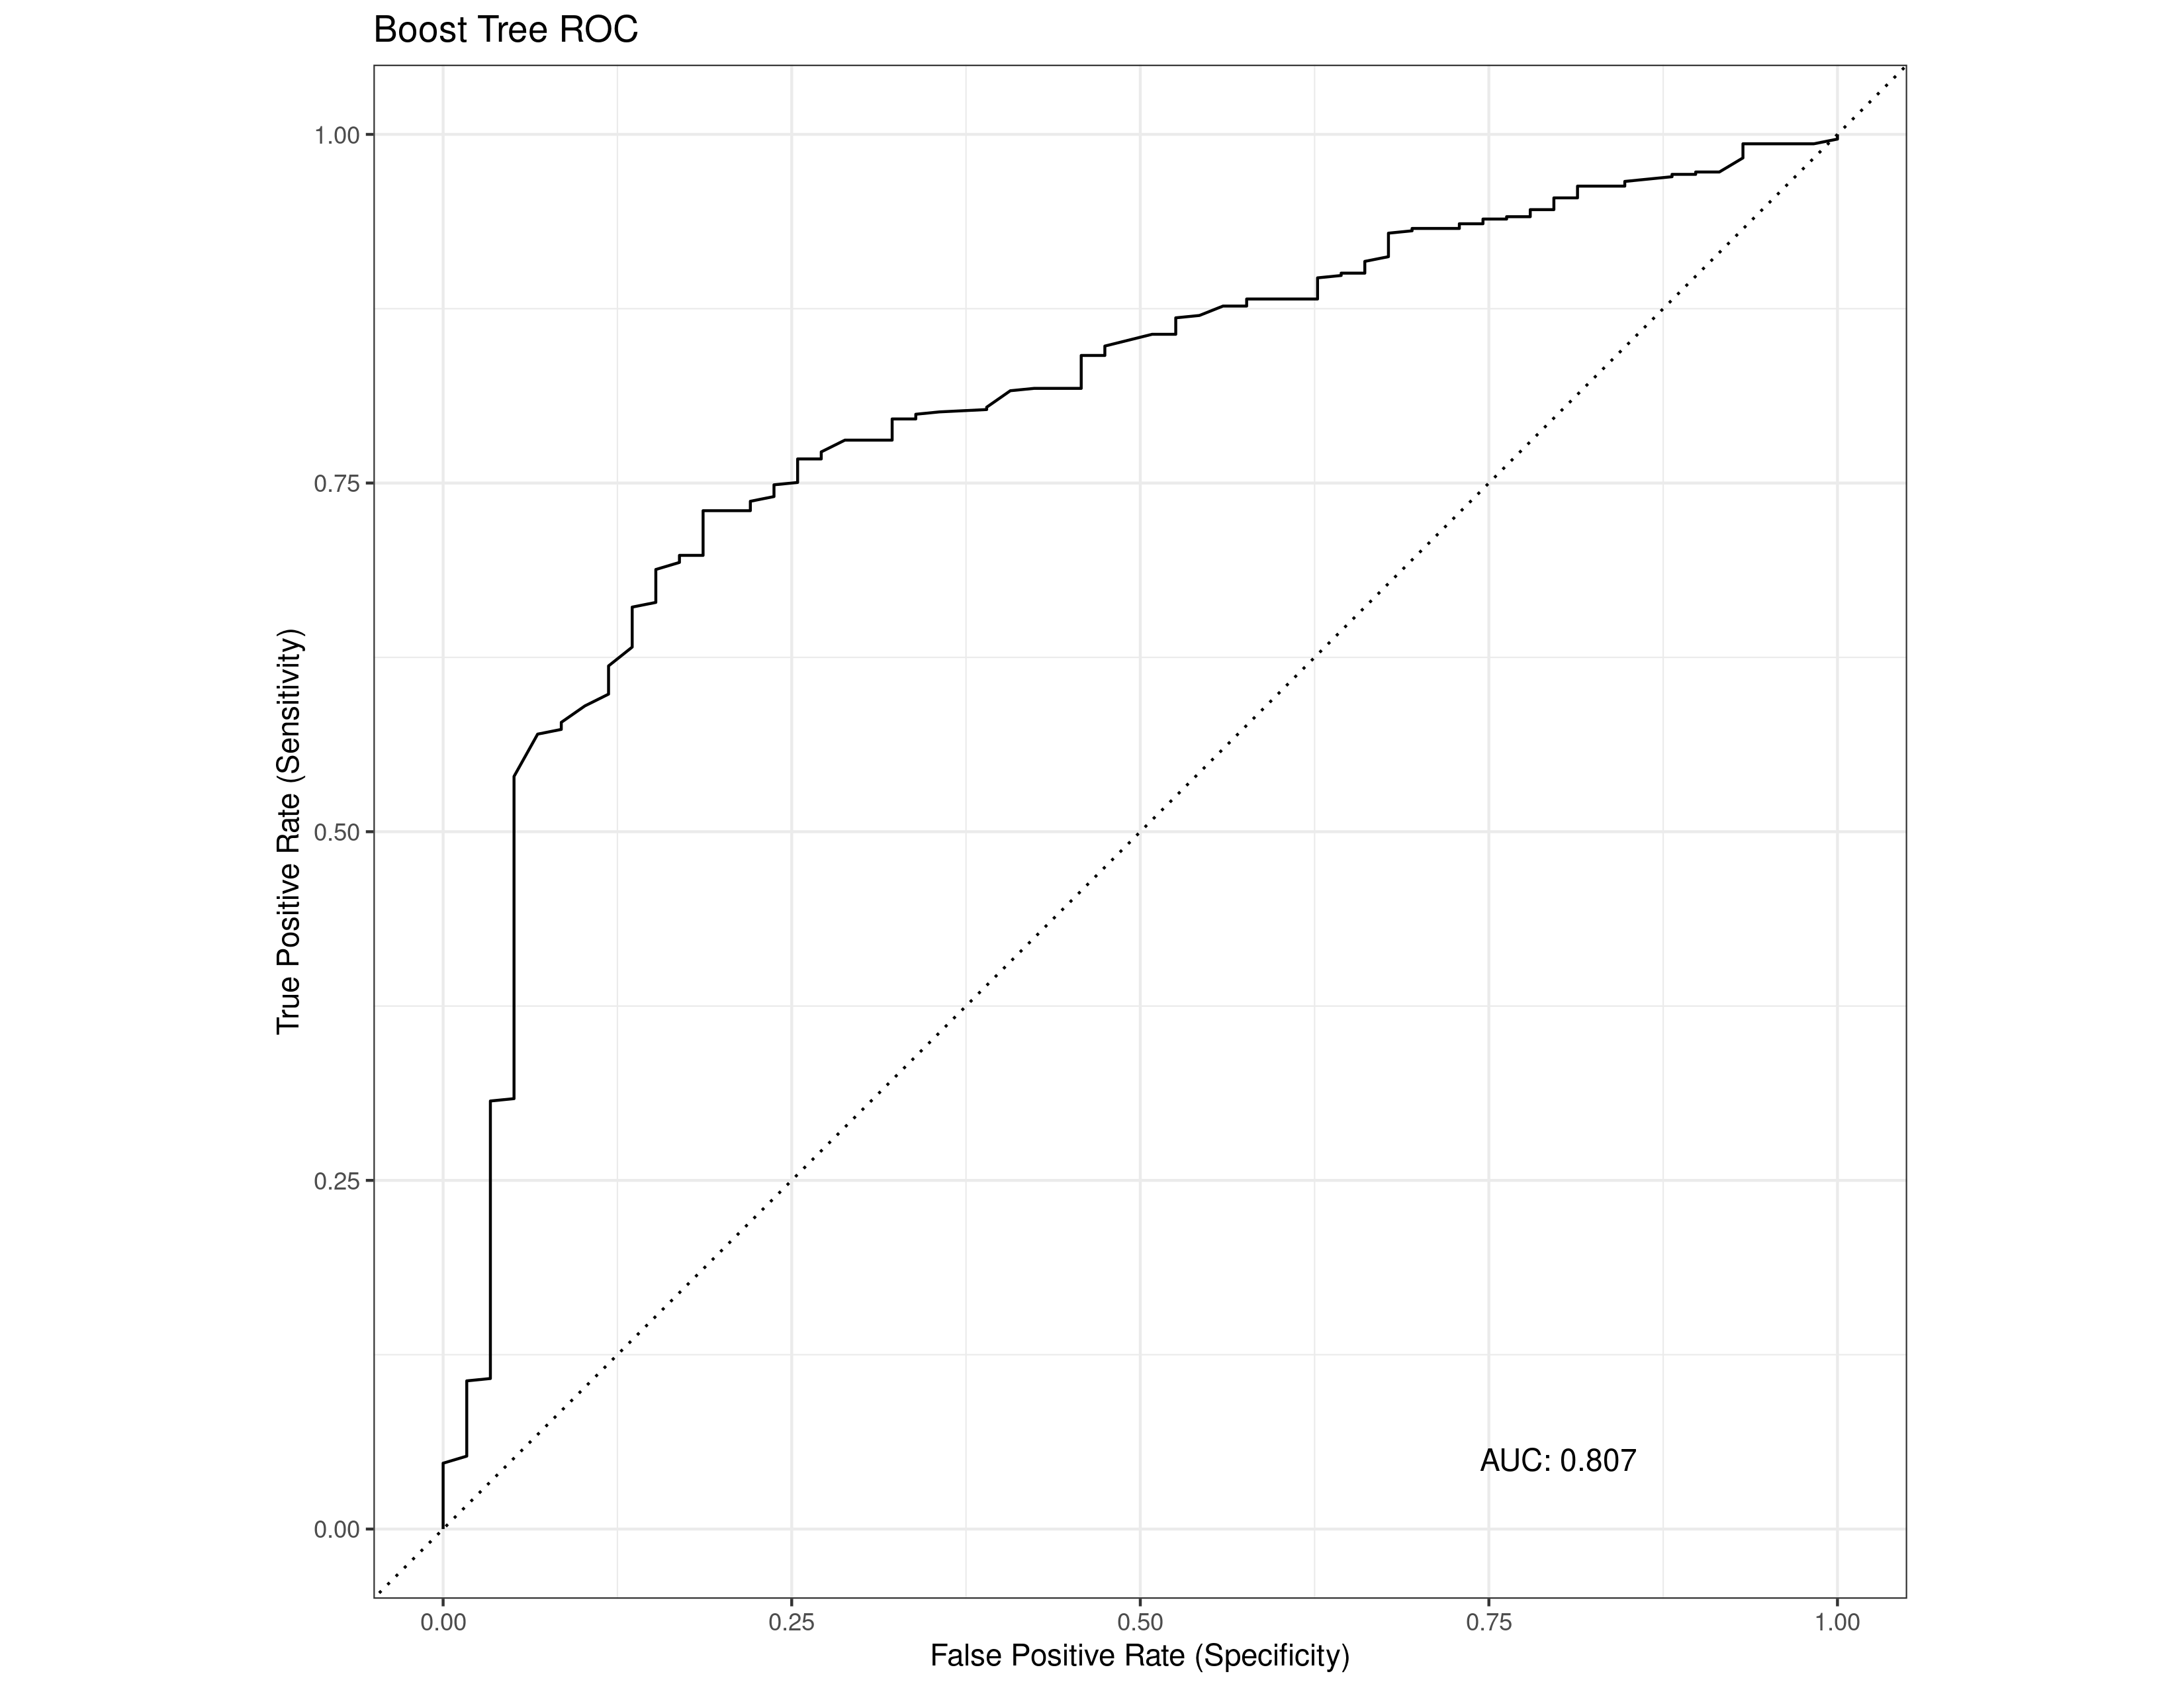 Boost Tree ROC
True Positive Rate (Sensitivity)
1.00
0.75
0.50
0.25
0.00
AUC: 0.807
0.00 0.25 0.50 0.75 1.00
False Positive Rate (Specificity)